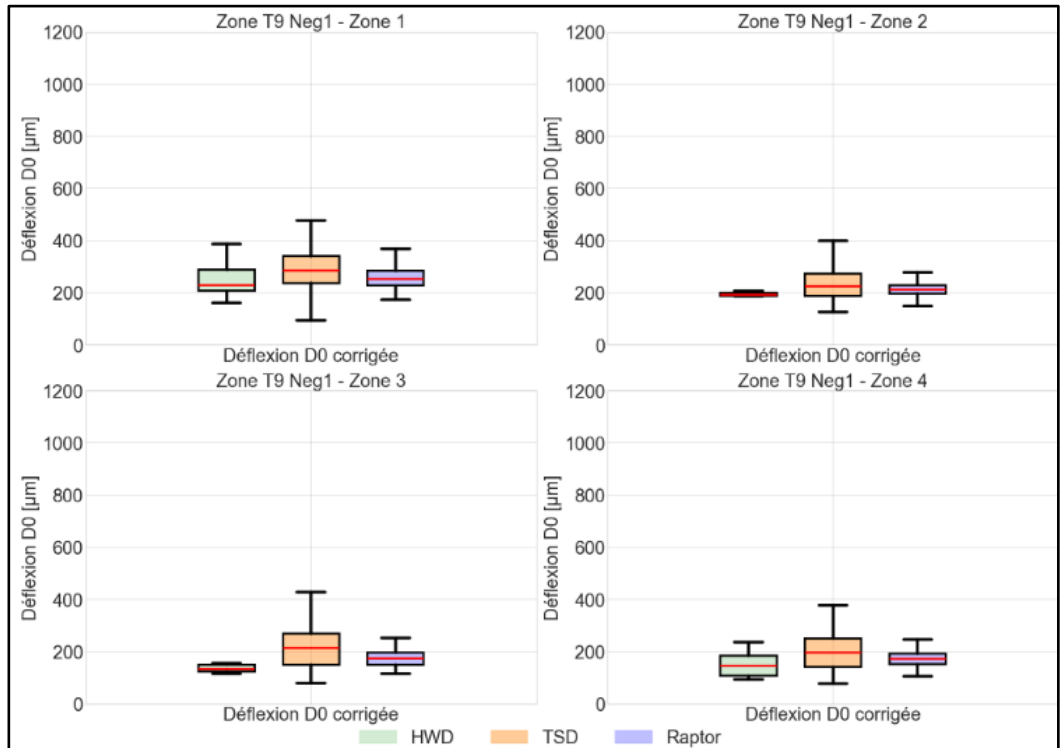 Zone T9 Neg1 - Zone 1
1200
1000
800
600
400
200
0
Déflexion D0 [µm]
Déflexion D0 corrigée
Zone T9 Neg1 - Zone 2
1200
1000
800
600
400
200
0
Déflexion D0 [µm]
Déflexion D0 corrigée
Zone T9 Neg1 - Zone 3
1200
1000
800
600
400
200
0
Déflexion D0 [µm]
Déflexion D0 corrigée
Zone T9 Neg1 - Zone 4
1200
1000
800
600
400
200
0
Déflexion D0 [µm]
Déflexion D0 corrigée
HWD TSD Raptor